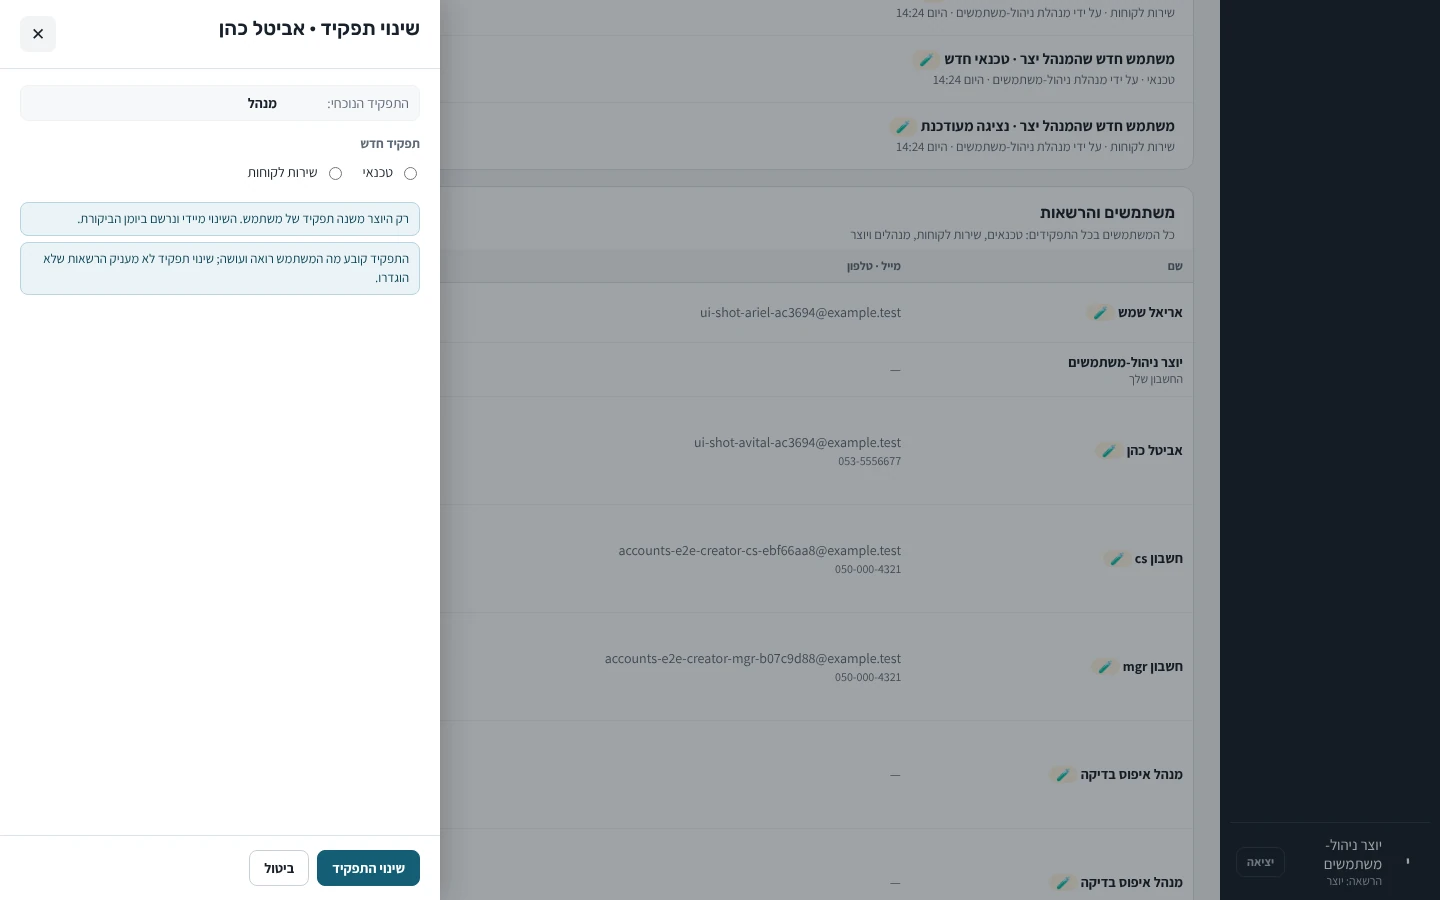 שינוי תפקיד • אביטל כהן
התפקיד הנוכחי: מנהל
תפקיד חדש
טכנאי
שירות לקוחות
רק היוצר משנה תפקיד של משתמש. השינוי מיידי ונרשם ביומן הביקורת.
התפקיד קובע מה המשתמש רואה ועושה; שינוי תפקיד לא מעניק הרשאות שלא
הוגדרו.
שינוי התפקיד
ביטול
שירות לקוחות · על ידי מנהלת ניהול-משתמשים · היום 14:24
משתמש חדש שהמנהל יצר · טכנאי חדש
טכנאי · על ידי מנהלת ניהול-משתמשים · היום 14:24
משתמש חדש שהמנהל יצר · נציגה מעודכנת
שירות לקוחות · על ידי מנהלת ניהול-משתמשים · היום 14:24
משתמשים והרשאות
כל המשתמשים בכל התפקידים: טכנאים, שירות לקוחות, מנהלים ויוצר
שם
מייל · טלפון
אריאל שמש
ui-shot-ariel-ac3694@example.test
יוצר ניהול-משתמשים
החשבון שלך
—
אביטל כהן
ui-shot-avital-ac3694@example.test
053-5556677
חשבון cs
accounts-e2e-creator-cs-ebf66aa8@example.test
050-000-4321
חשבון mgr
accounts-e2e-creator-mgr-b07c9d88@example.test
050-000-4321
מנהל איפוס בדיקה
—
מנהל איפוס בדיקה
—
י
יוצר ניהול-
משתמשים
הרשאה: יוצר
יציאה